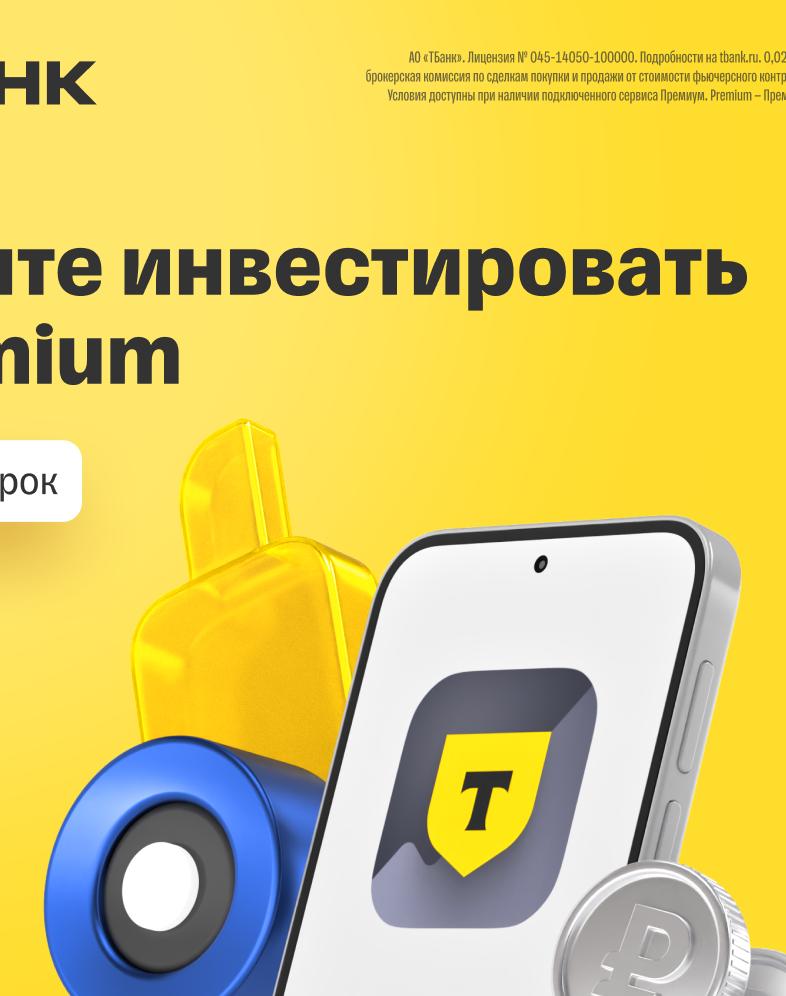 НК
АО «ТБанк». Лицензия № 045-14050-100000. Подробности на tbank.ru. 0,02
брокерская комиссия по сделкам покупки и продажи от стоимости фьючерсного контр
Условия доступны при наличии подключенного сервиса Премиум. Premium – Прем
ите инвестировать
mium
рок
Т